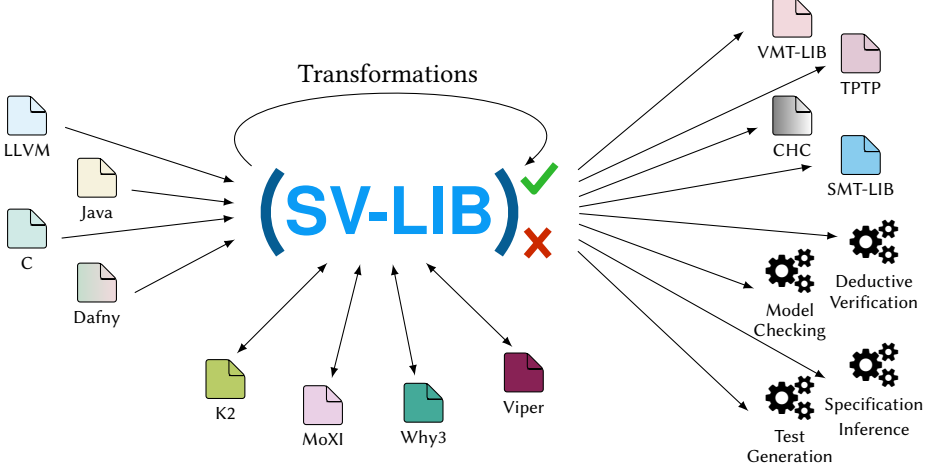 Transformations
LLVM
Java
C
Dafny
(SV-LIB)
K2
MoXI
Why3
Viper
VMT-LIB
TPTP
CHC
SMT-LIB
Deductive
Verification
Model
Checking
Specification
Inference
Test
Generation